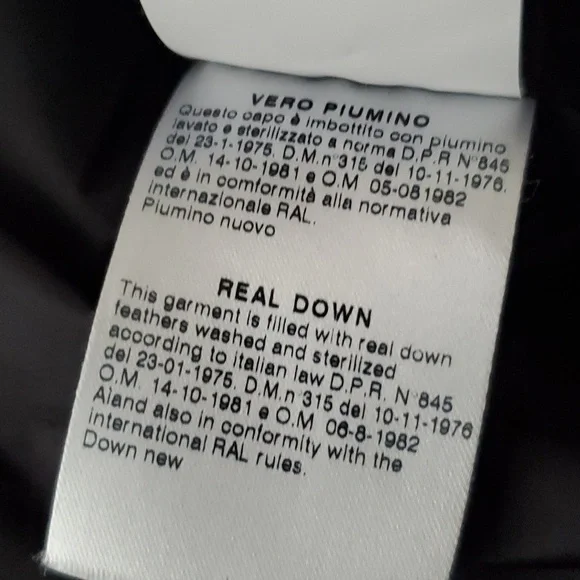 VERO PIUMINO
Questo capo è imbottito con piumino
lavato e sterilizzato a norma D.P.R N°845
del 23-1-1975. D.M.n°315 del 10-11-1976.
O.M. 14-10-1981 e O.M 05-081982
ed è in comformità alla normativa
internazionale RAL.
Piumino nuovo
REAL DOWN
This garment is filled with real down
feathers washed and sterilized
according to italian law D.P.R. N°845
del 23-01-1975. D.M.n°315 del 10-11-1976
O.M. 14-10-1981 e O.M 06-8-1982
Aiand also in conformity with the
international RAL rules.
Down new